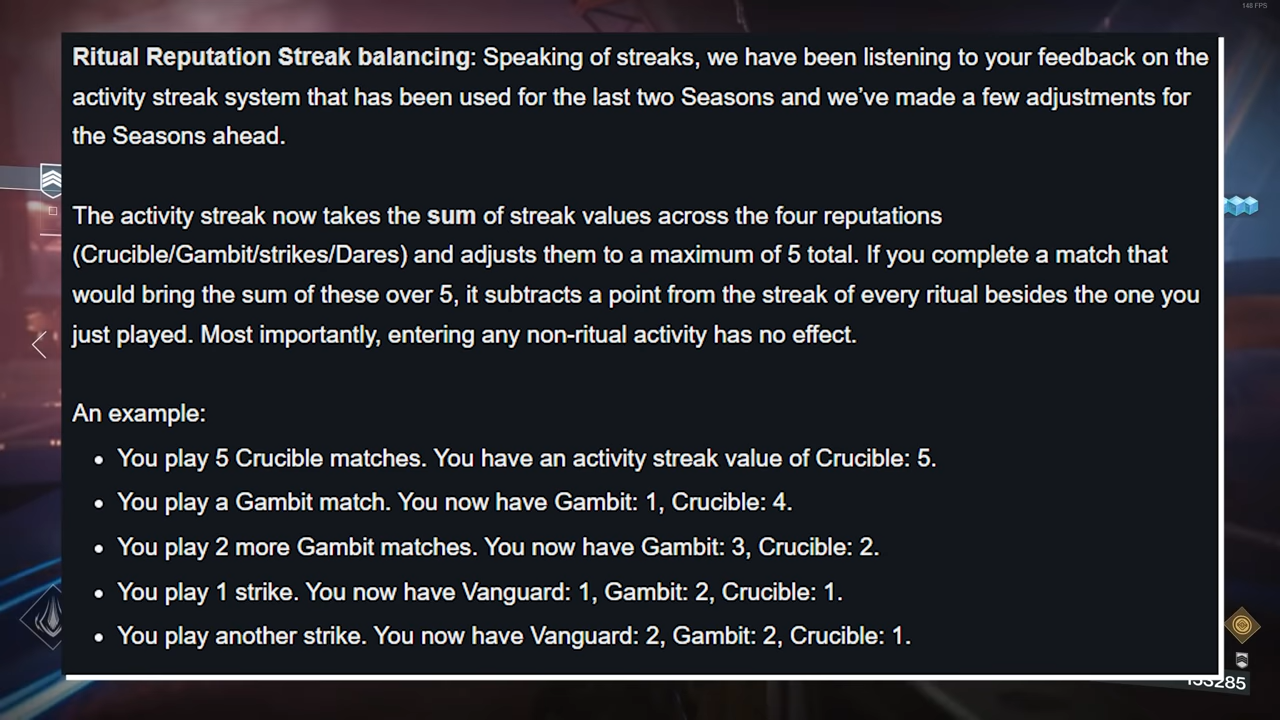 148 FPS
Ritual Reputation Streak balancing: Speaking of streaks, we have been listening to your feedback on the
activity streak system that has been used for the last two Seasons and we’ve made a few adjustments for
the Seasons ahead.
The activity streak now takes the sum of streak values across the four reputations
(Crucible/Gambit/strikes/Dares) and adjusts them to a maximum of 5 total. If you complete a match that
would bring the sum of these over 5, it subtracts a point from the streak of every ritual besides the one you
just played. Most importantly, entering any non-ritual activity has no effect.
An example:
• You play 5 Crucible matches. You have an activity streak value of Crucible: 5.
• You play a Gambit match. You now have Gambit: 1, Crucible: 4.
• You play 2 more Gambit matches. You now have Gambit: 3, Crucible: 2.
• You play 1 strike. You now have Vanguard: 1, Gambit: 2, Crucible: 1.
• You play another strike. You now have Vanguard: 2, Gambit: 2, Crucible: 1.